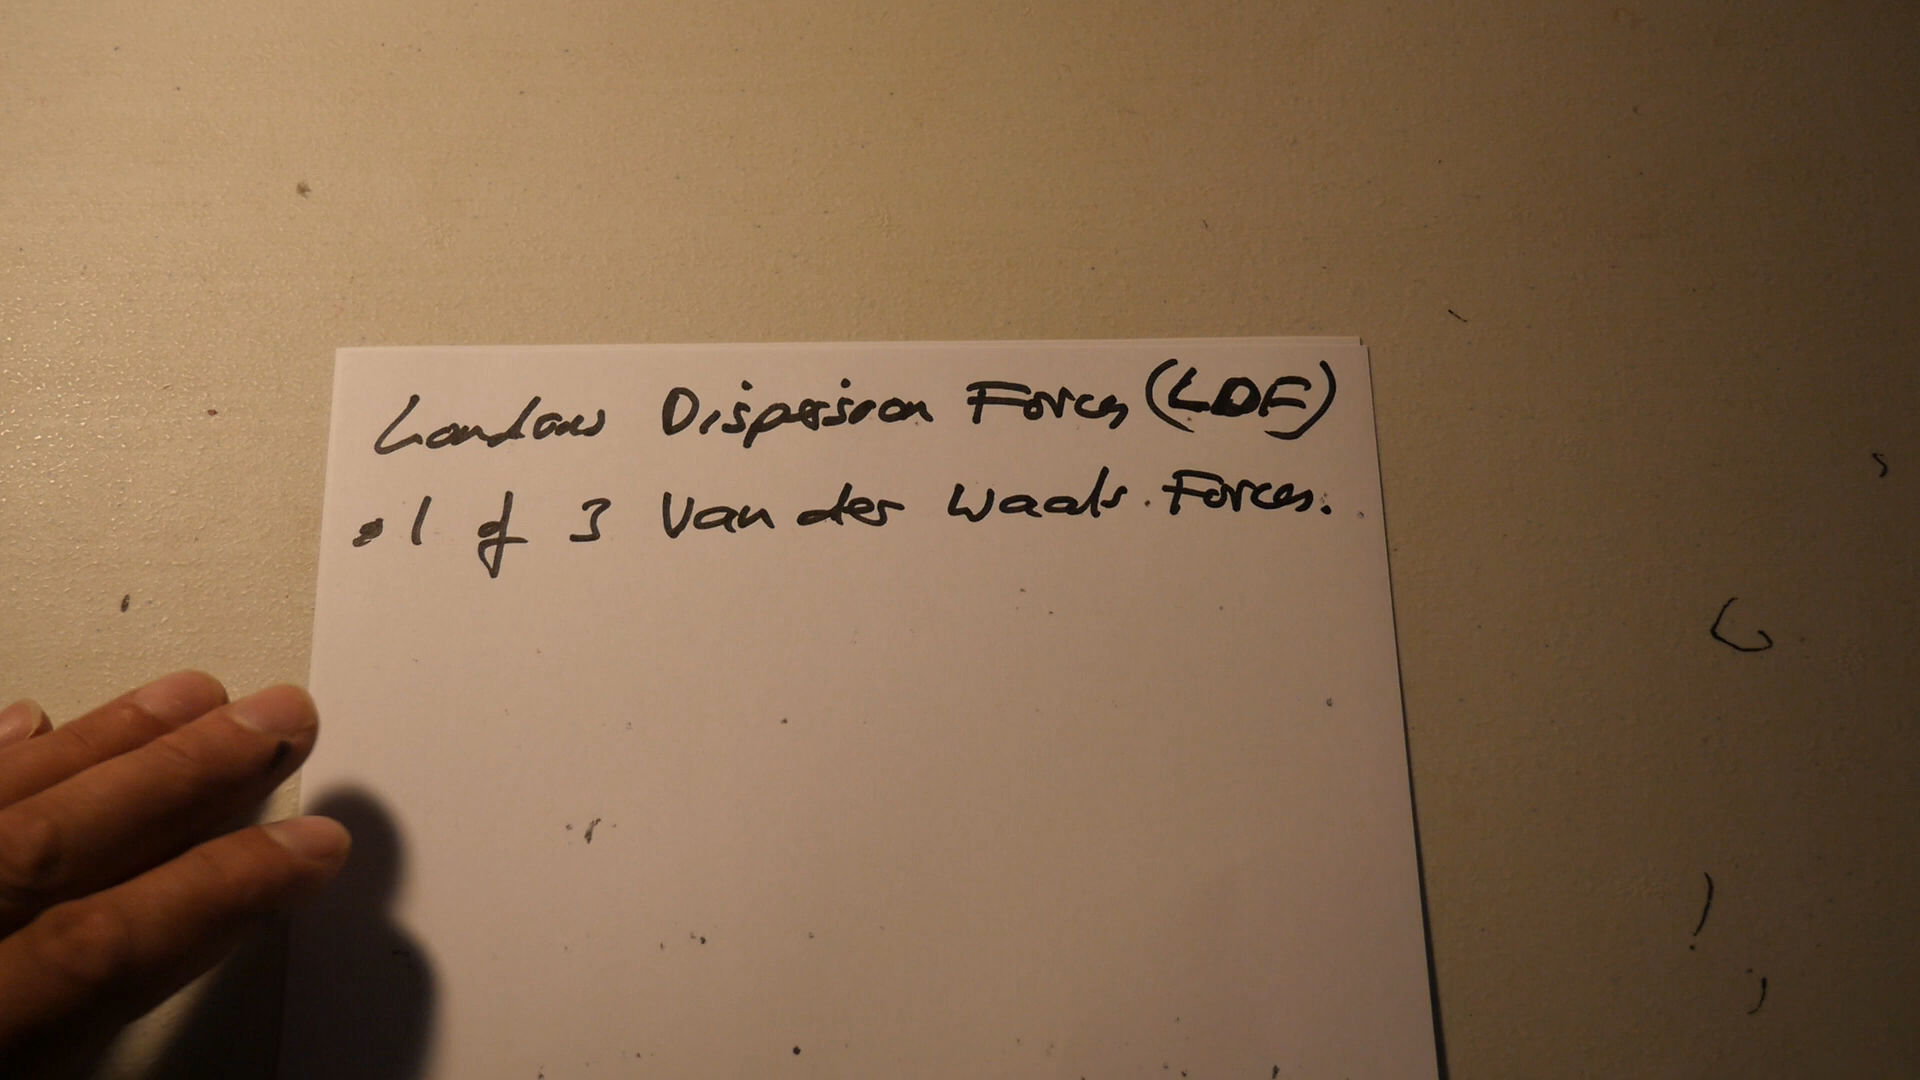 London Dispersion Forces (LDF)
• 1 of 3 Van der Waals Forces.